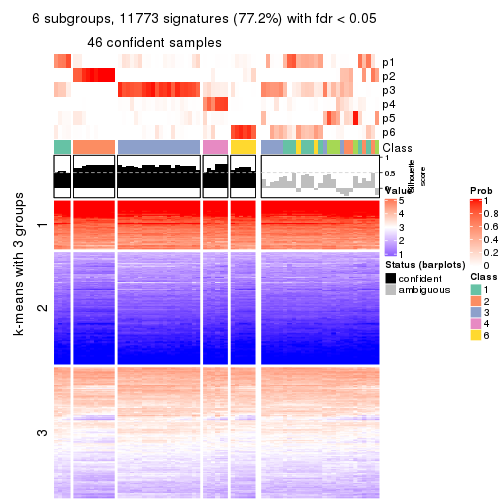 6 subgroups, 11773 signatures (77.2%) with fdr < 0.05
46 confident samples
p1
p2
p3
p4
p5
p6
Class
1
0.5
0
Silhouette
score
k-means with 3 groups
1
2
3
Value
5
4
3
2
1
Status (barplots)
confident
ambiguous
Prob
1
0.8
0.6
0.4
0.2
0
Class
1
2
3
4
6